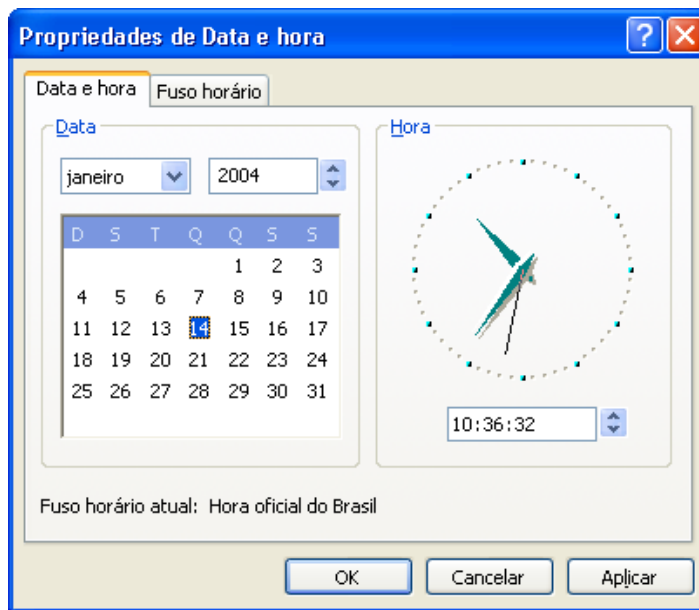 Propriedades de Data e hora
Data e hora Fuso horário
Data
janeiro 2004
D S T Q Q S S
1 2 3
4 5 6 7 8 9 10
11 12 13 14 15 16 17
18 19 20 21 22 23 24
25 26 27 28 29 30 31
Hora
10:36:32
Fuso horário atual: Hora oficial do Brasil
OK Cancelar Aplicar